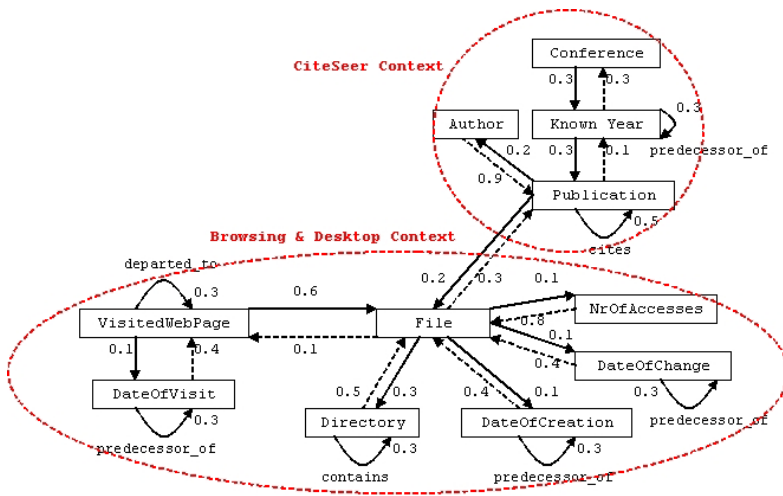 Conference
CiteSeer Context
0.3 0.3
0.3
Author Known Year
0.2 0.3 0.1 predecessor_of
0.9
Publication
0.5
Browsing & Desktop Context cites
departed_to
0.2 0.3 0.1
0.3 0.6
VisitedWebPage File 0.8 NrOfAccesses
0.1 0.4 0.1 0.1
0.4 DateOfChange
DateOfVisit 0.5 0.3 0.4 0.1 0.3
0.3 predecessor_of
Directory DateOfCreation
predecessor_of 0.3 0.3
contains predecessor_of